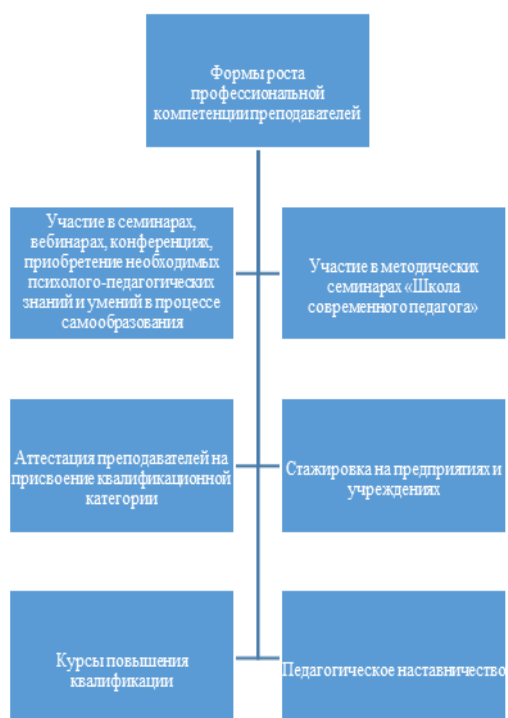 Формы роста
профессиональной
компетенции преподавателей
Участие в семинарах,
вебинарах, конференциях,
приобретение необходимых
психолого-педагогических
знаний и умений в процессе
самообразования
Участие в методических
семинарах «Школа
современного педагога»
Аттестация преподавателей на
присвоение квалификационной
категории
Стажировка на предприятиях и
учреждениях
Курсы повышения
квалификации
Педагогическое наставничество